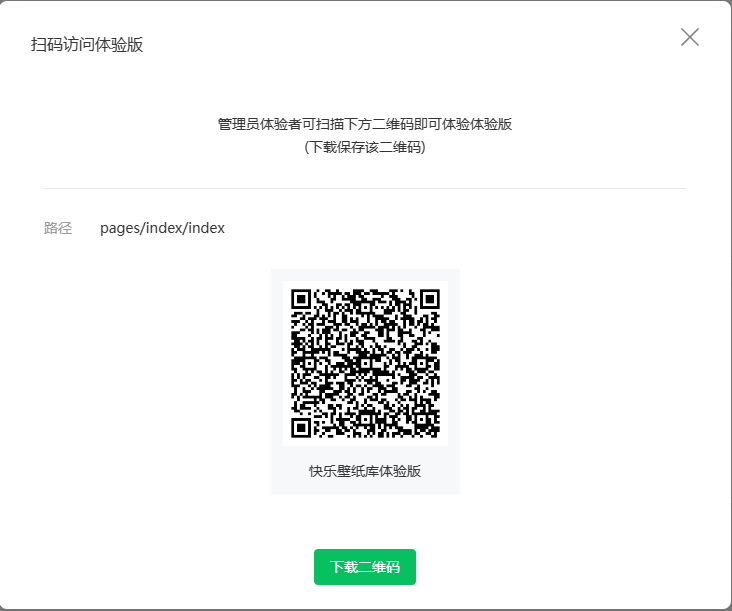 扫码访问体验版
管理员体验者可扫描下方二维码即可体验体验版
(下载保存该二维码)
路径 pages/index/index
快乐壁纸库体验版
下载二维码